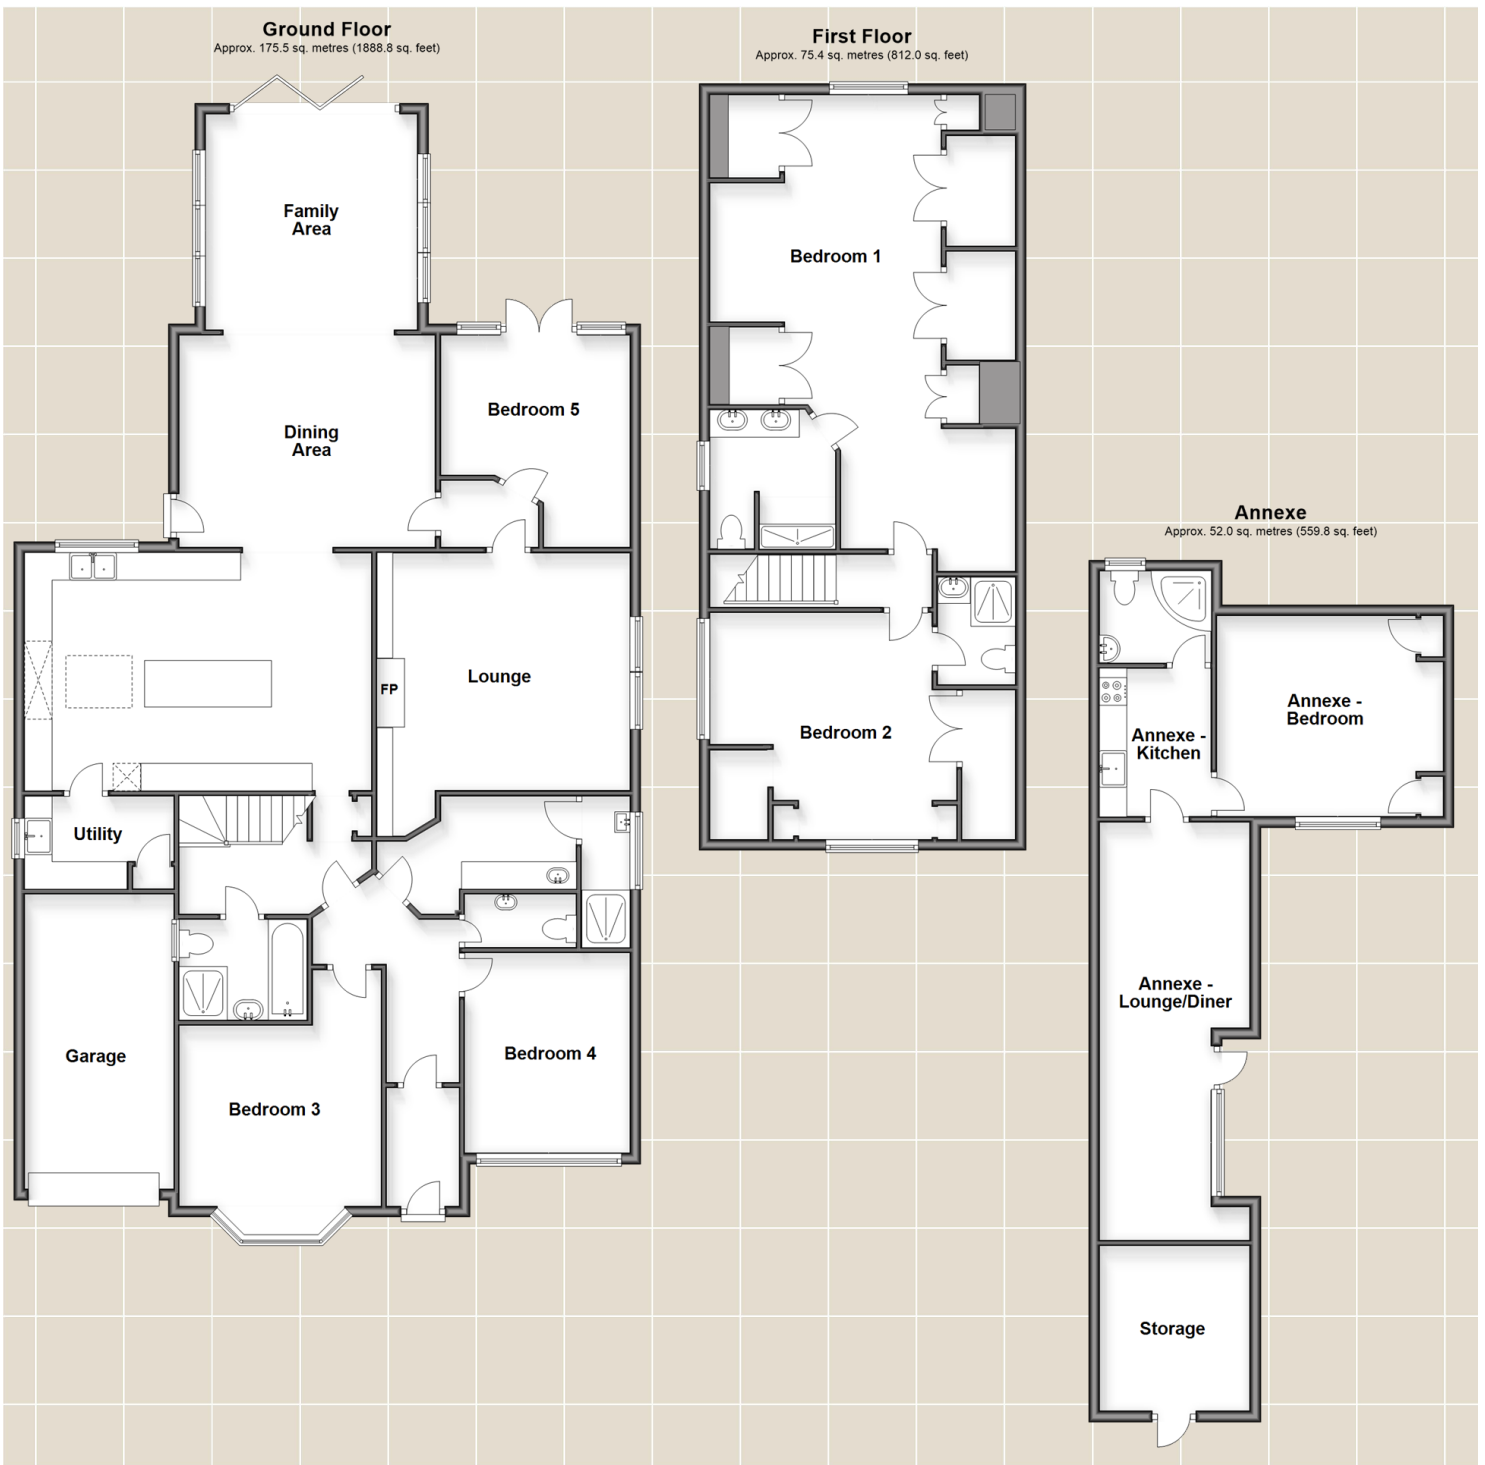 Ground Floor
Approx. 175.5 sq. metres (1888.8 sq. feet)
Family
Area
Bedroom 5
Dining
Area
Lounge
FP
Utility
Garage
Bedroom 4
Bedroom 3
First Floor
Approx. 75.4 sq. metres (812.0 sq. feet)
Bedroom 1
Bedroom 2
Annexe
Approx. 52.0 sq. metres (559.8 sq. feet)
Annexe -
Bedroom
Annexe -
Kitchen
Annexe -
Lounge/Diner
Storage